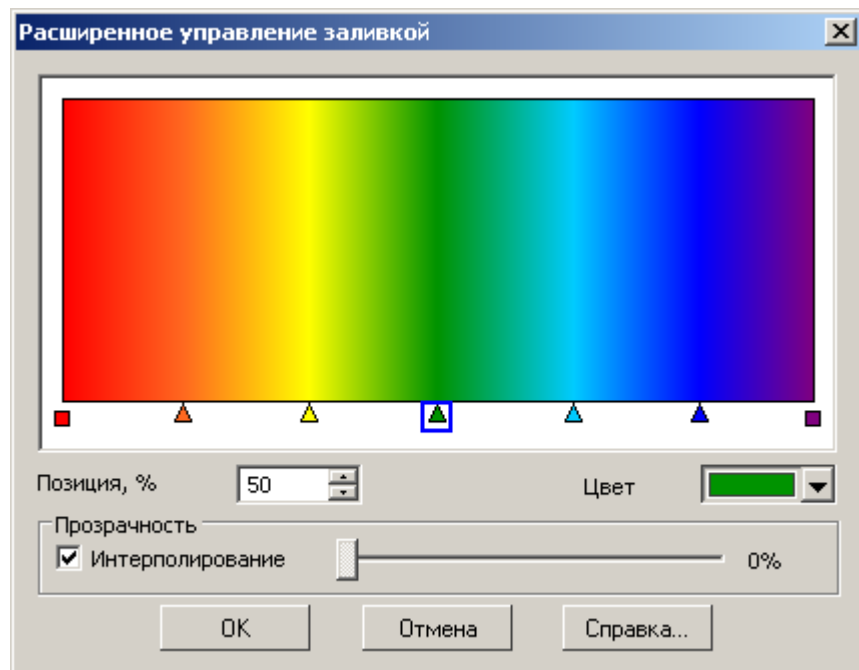 Расширенное управление заливкой
Позиция, % 50 Цвет
Прозрачность
Интерполирование 0%
OK Отмена Справка...